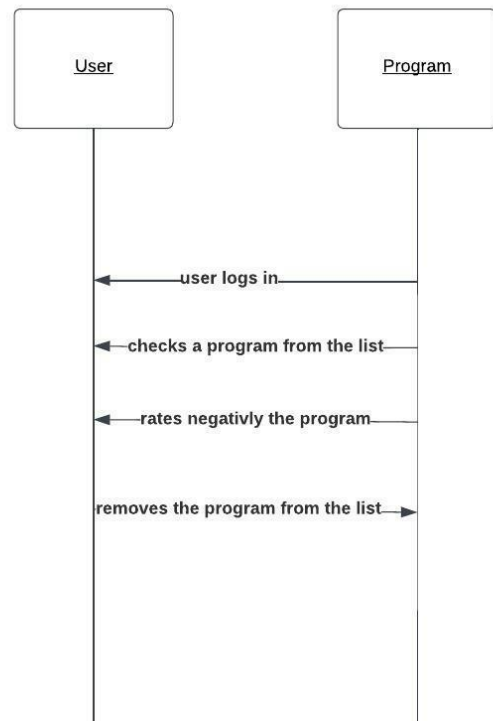 User
Program
user logs in
checks a program from the list
rates negativly the program
removes the program from the list